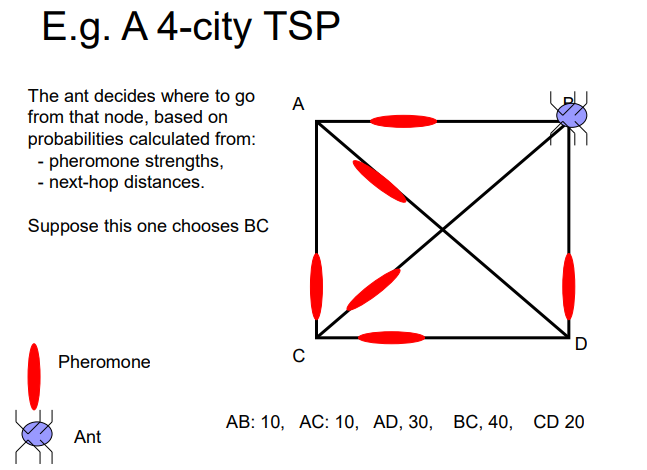 E.g. A 4-city TSP
The ant decides where to go
from that node, based on
probabilities calculated from:
- pheromone strengths,
- next-hop distances.
Suppose this one chooses BC
A
B
C
D
Pheromone
Ant
AB: 10, AC: 10, AD, 30, BC, 40, CD 20